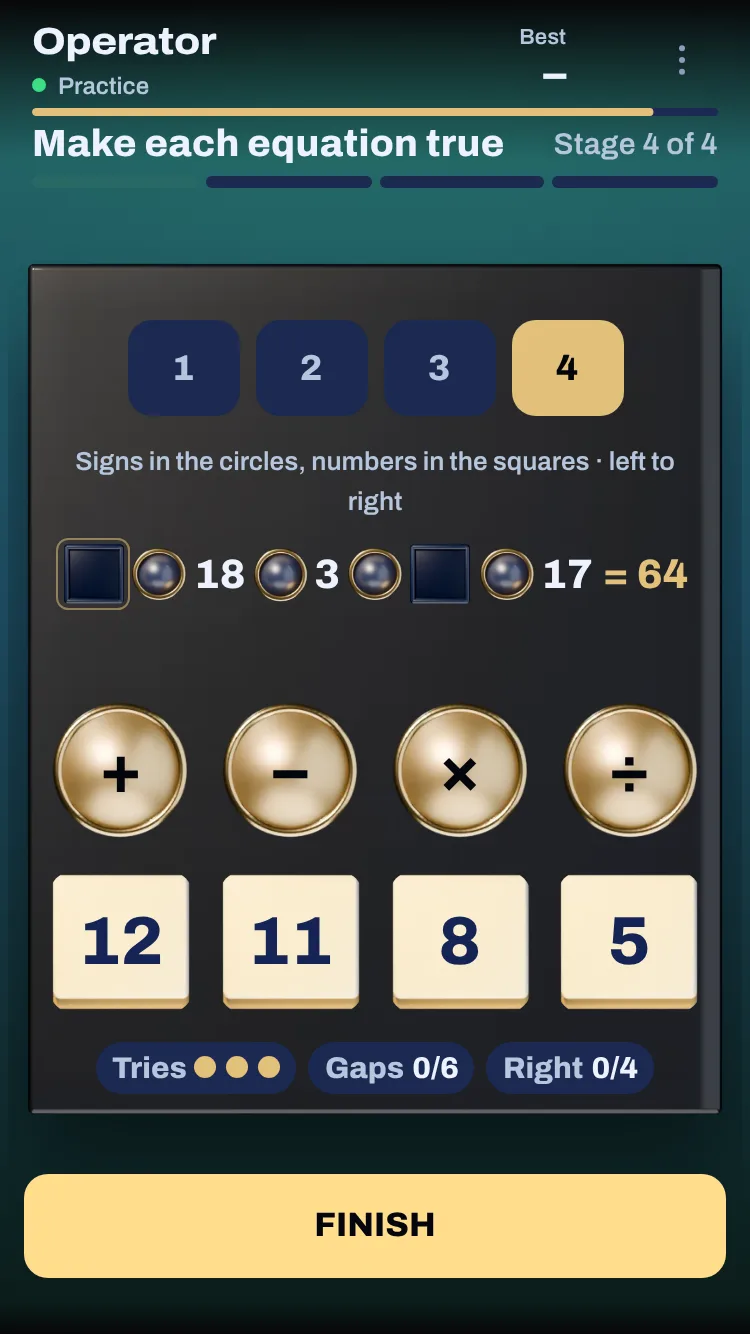 Operator
Best
–
Practice
Make each equation true
Stage 4 of 4
1 2 3 4
Signs in the circles, numbers in the squares · left to
right
18 3 17 = 64
+ − × ÷
12 11 8 5
Tries
Gaps 0/6
Right 0/4
FINISH